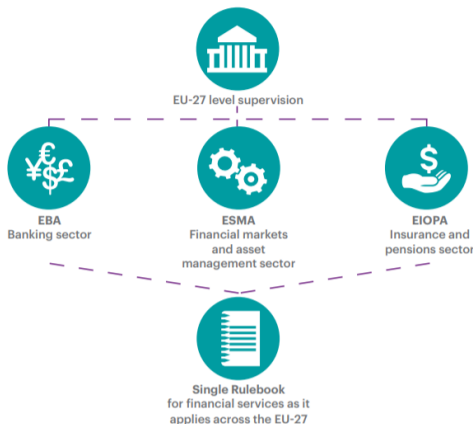 EU-27 level supervision
EBA
Banking sector
ESMA
Financial markets
and asset
management sector
EIOPA
Insurance and
pensions sector
Single Rulebook
for financial services as it
applies across the EU-27